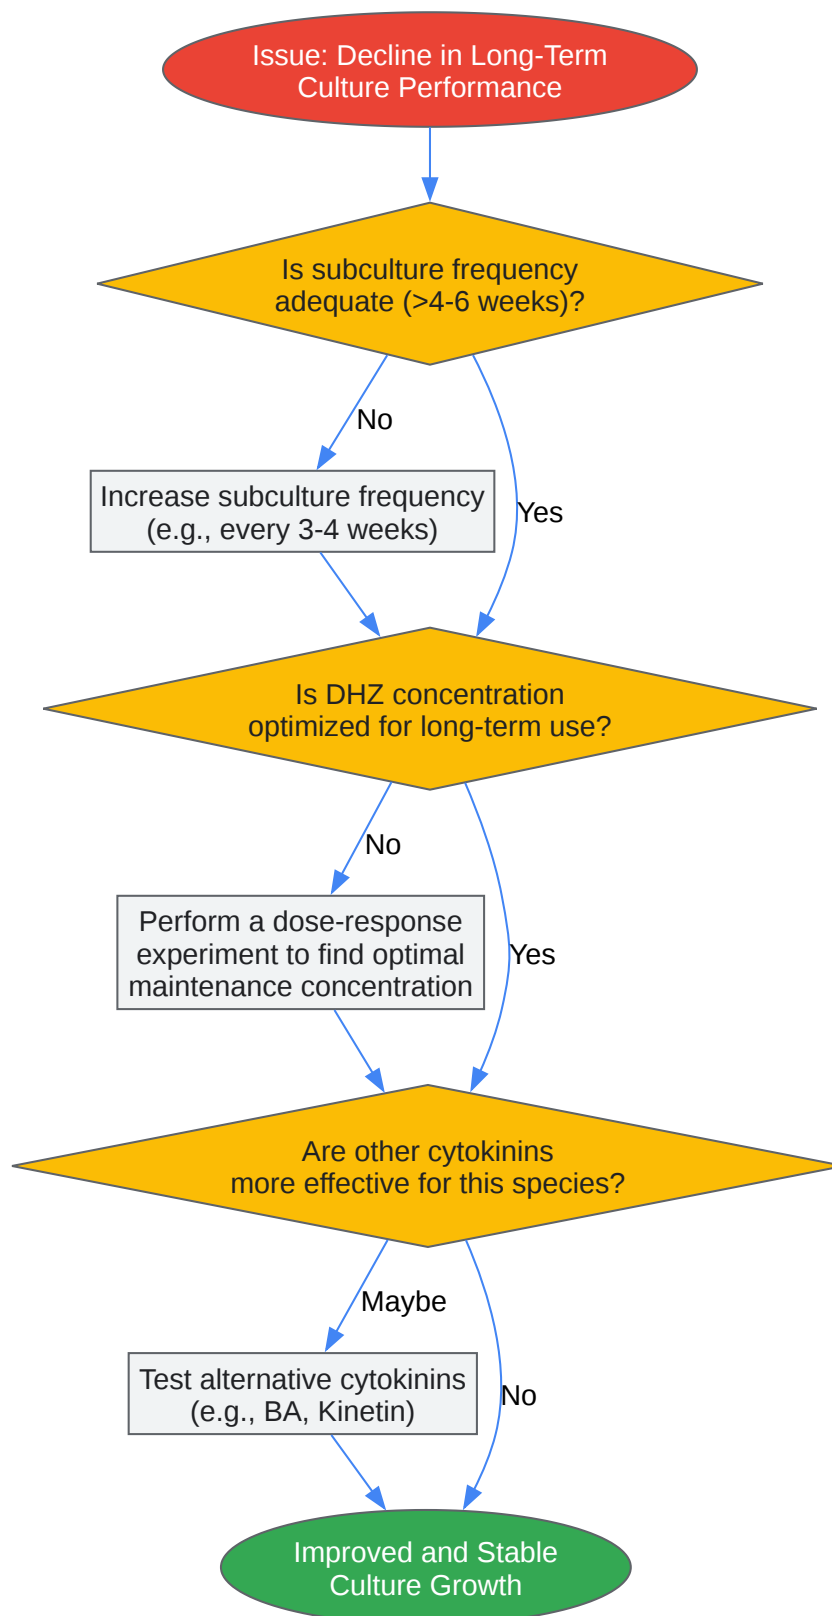 Issue: Decline in Long-Term
Culture Performance
Is subculture frequency
adequate (>4-6 weeks)?
No
Increase subculture frequency
(e.g., every 3-4 weeks)
Yes
Is DHZ concentration
optimized for long-term use?
No
Perform a dose-response
experiment to find optimal
maintenance concentration
Yes
Are other cytokinins
more effective for this species?
Maybe
Test alternative cytokinins
(e.g., BA, Kinetin)
No
Improved and Stable
Culture Growth